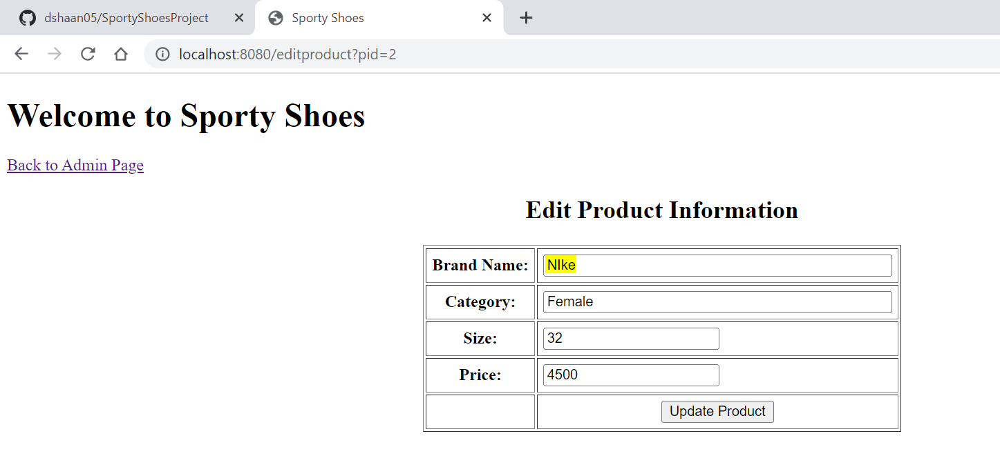 dshaan05/SportyShoesProject
Sporty Shoes
localhost:8080/editproduct?pid=2
Welcome to Sporty Shoes
Back to Admin Page
Edit Product Information
Brand Name: NIke
Category: Female
Size: 32
Price: 4500
Update Product